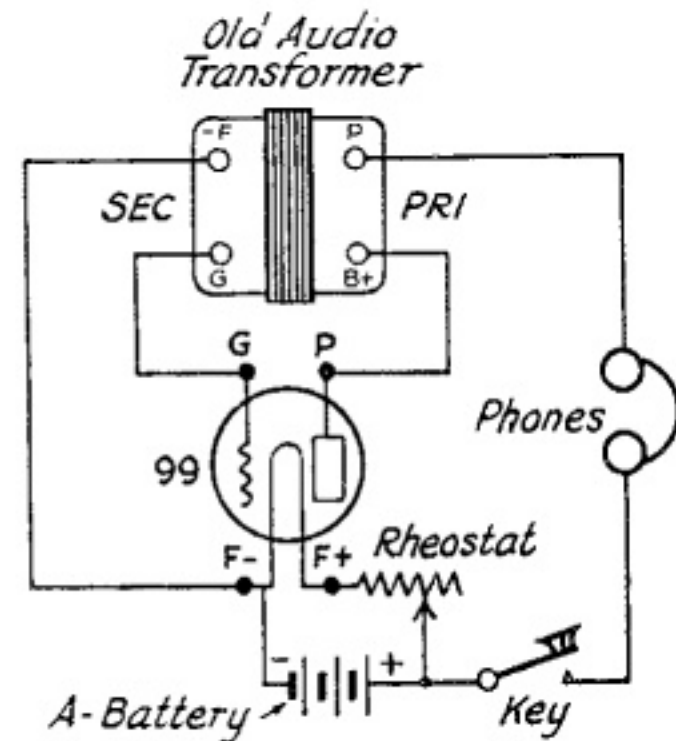 Old Audio
Transformer
-F
P
SEC
PRI
G
B+
G
P
Phones
99
F-
F+
Rheostat
-
+
A-Battery
Key